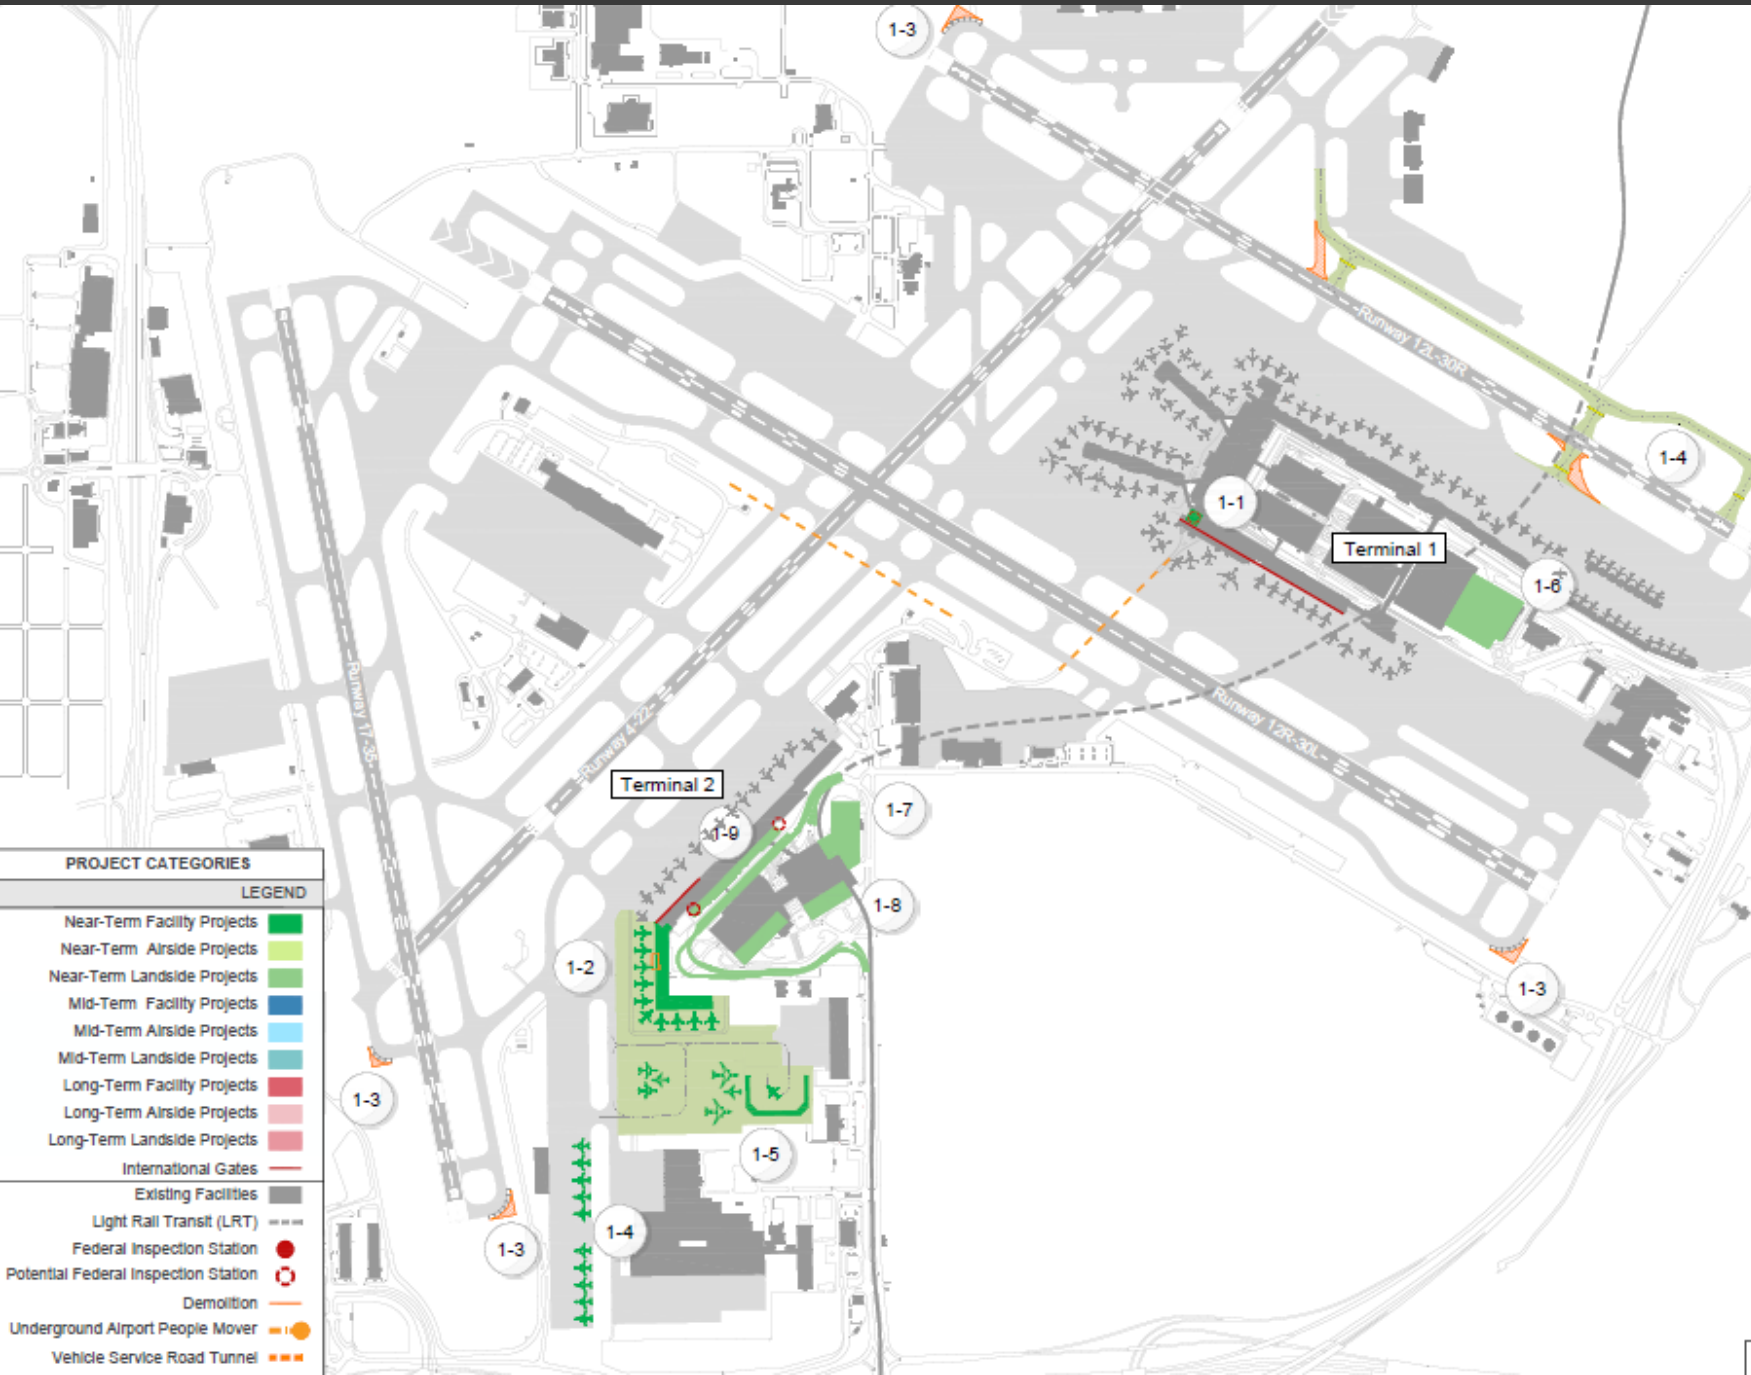 1-3
Runway 12L-30R
1-4
1-1
Terminal 1
1-6
Runway 17-35
Runway 4-22
Runway 12R-30L
Terminal 2
1-9
1-7
1-8
1-2
1-3
1-3
1-5
1-4
1-3
PROJECT CATEGORIES
LEGEND
Near-Term Facility Projects
Near-Term Airside Projects
Near-Term Landside Projects
Mid-Term Facility Projects
Mid-Term Airside Projects
Mid-Term Landside Projects
Long-Term Facility Projects
Long-Term Airside Projects
Long-Term Landside Projects
International Gates
Existing Facilities
Light Rail Transit (LRT)
Federal Inspection Station
Potential Federal Inspection Station
Demolition
Underground Airport People Mover
Vehicle Service Road Tunnel